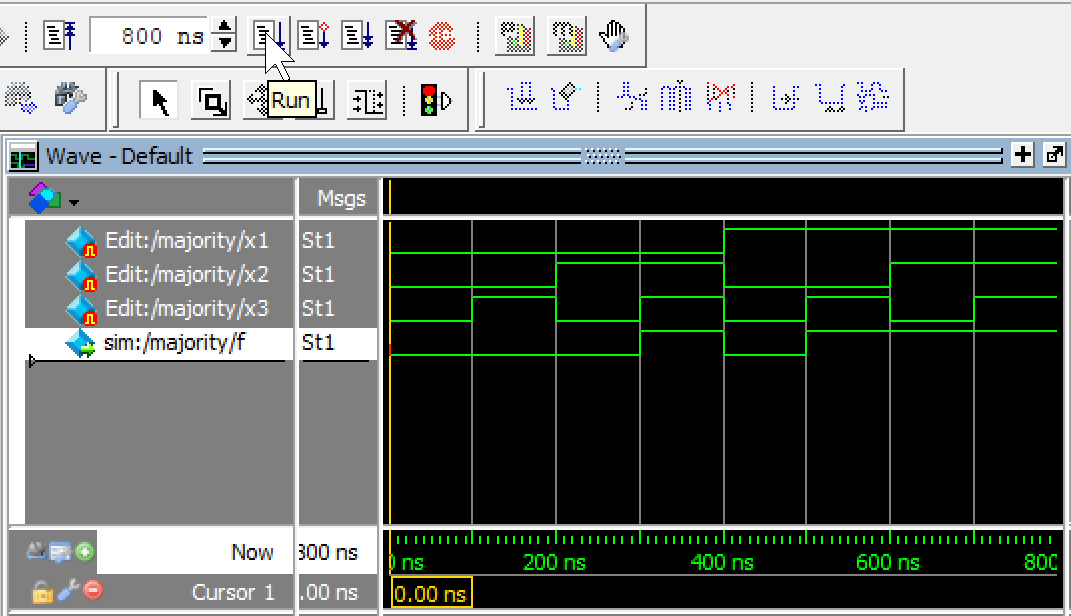 800 ns
Run
Wave - Default
Msgs
Edit:/majority/x1 St1
Edit:/majority/x2 St1
Edit:/majority/x3 St1
sim:/majority/f St1
Now 800 ns
0 ns 200 ns 400 ns 600 ns 800
Cursor 1 .00 ns
0.00 ns